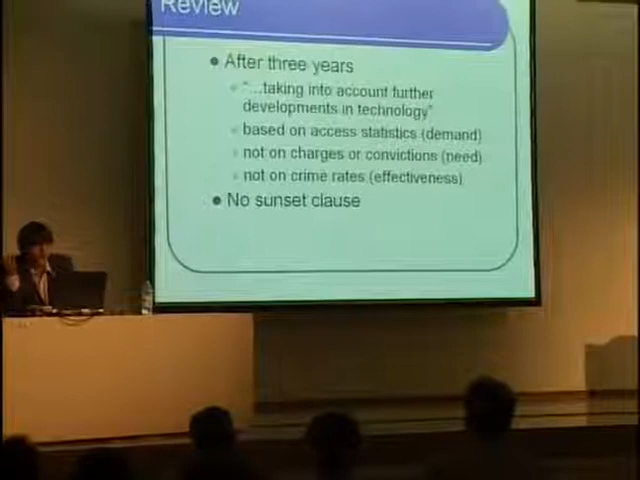 Review
After three years
"...taking into account further
developments in technology"
based on access statistics (demand)
not on charges or convictions (need)
not on crime rates (effectiveness)
No sunset clause